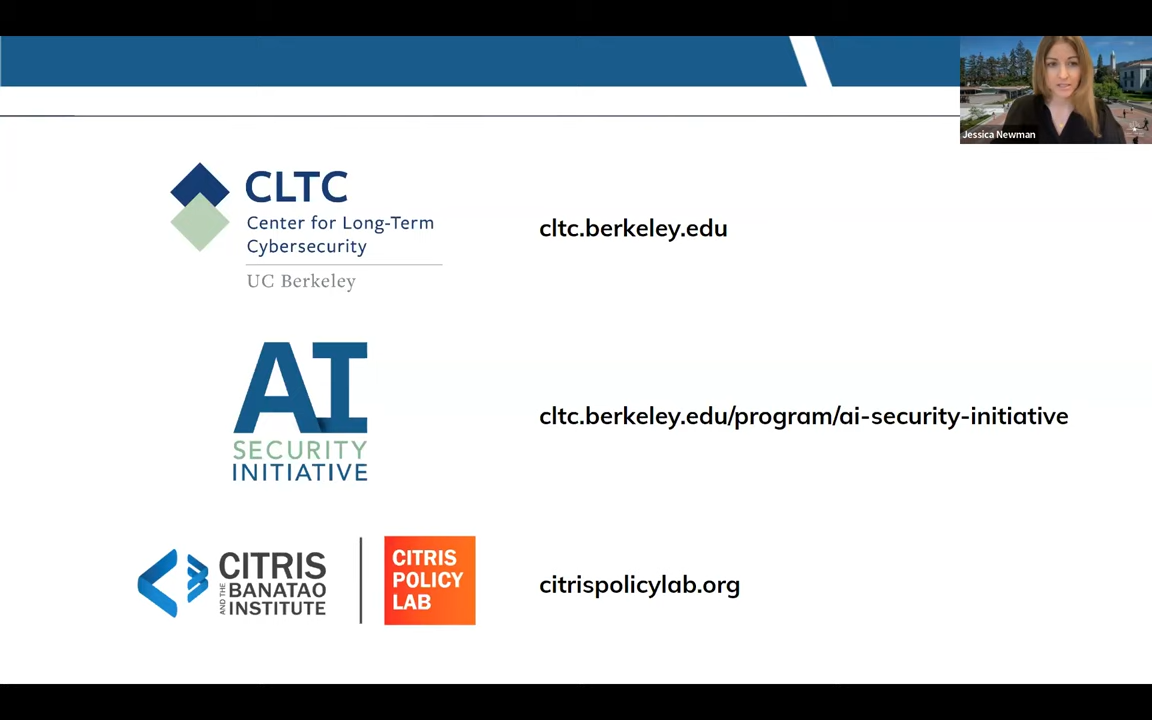 Jessica Newman
CLTC
Center for Long-Term
Cybersecurity
UC Berkeley
cltc.berkeley.edu
AI
SECURITY
INITIATIVE
cltc.berkeley.edu/program/ai-security-initiative
CITRIS
AND THE
BANATAO
INSTITUTE
CITRIS
POLICY
LAB
citrispolicylab.org